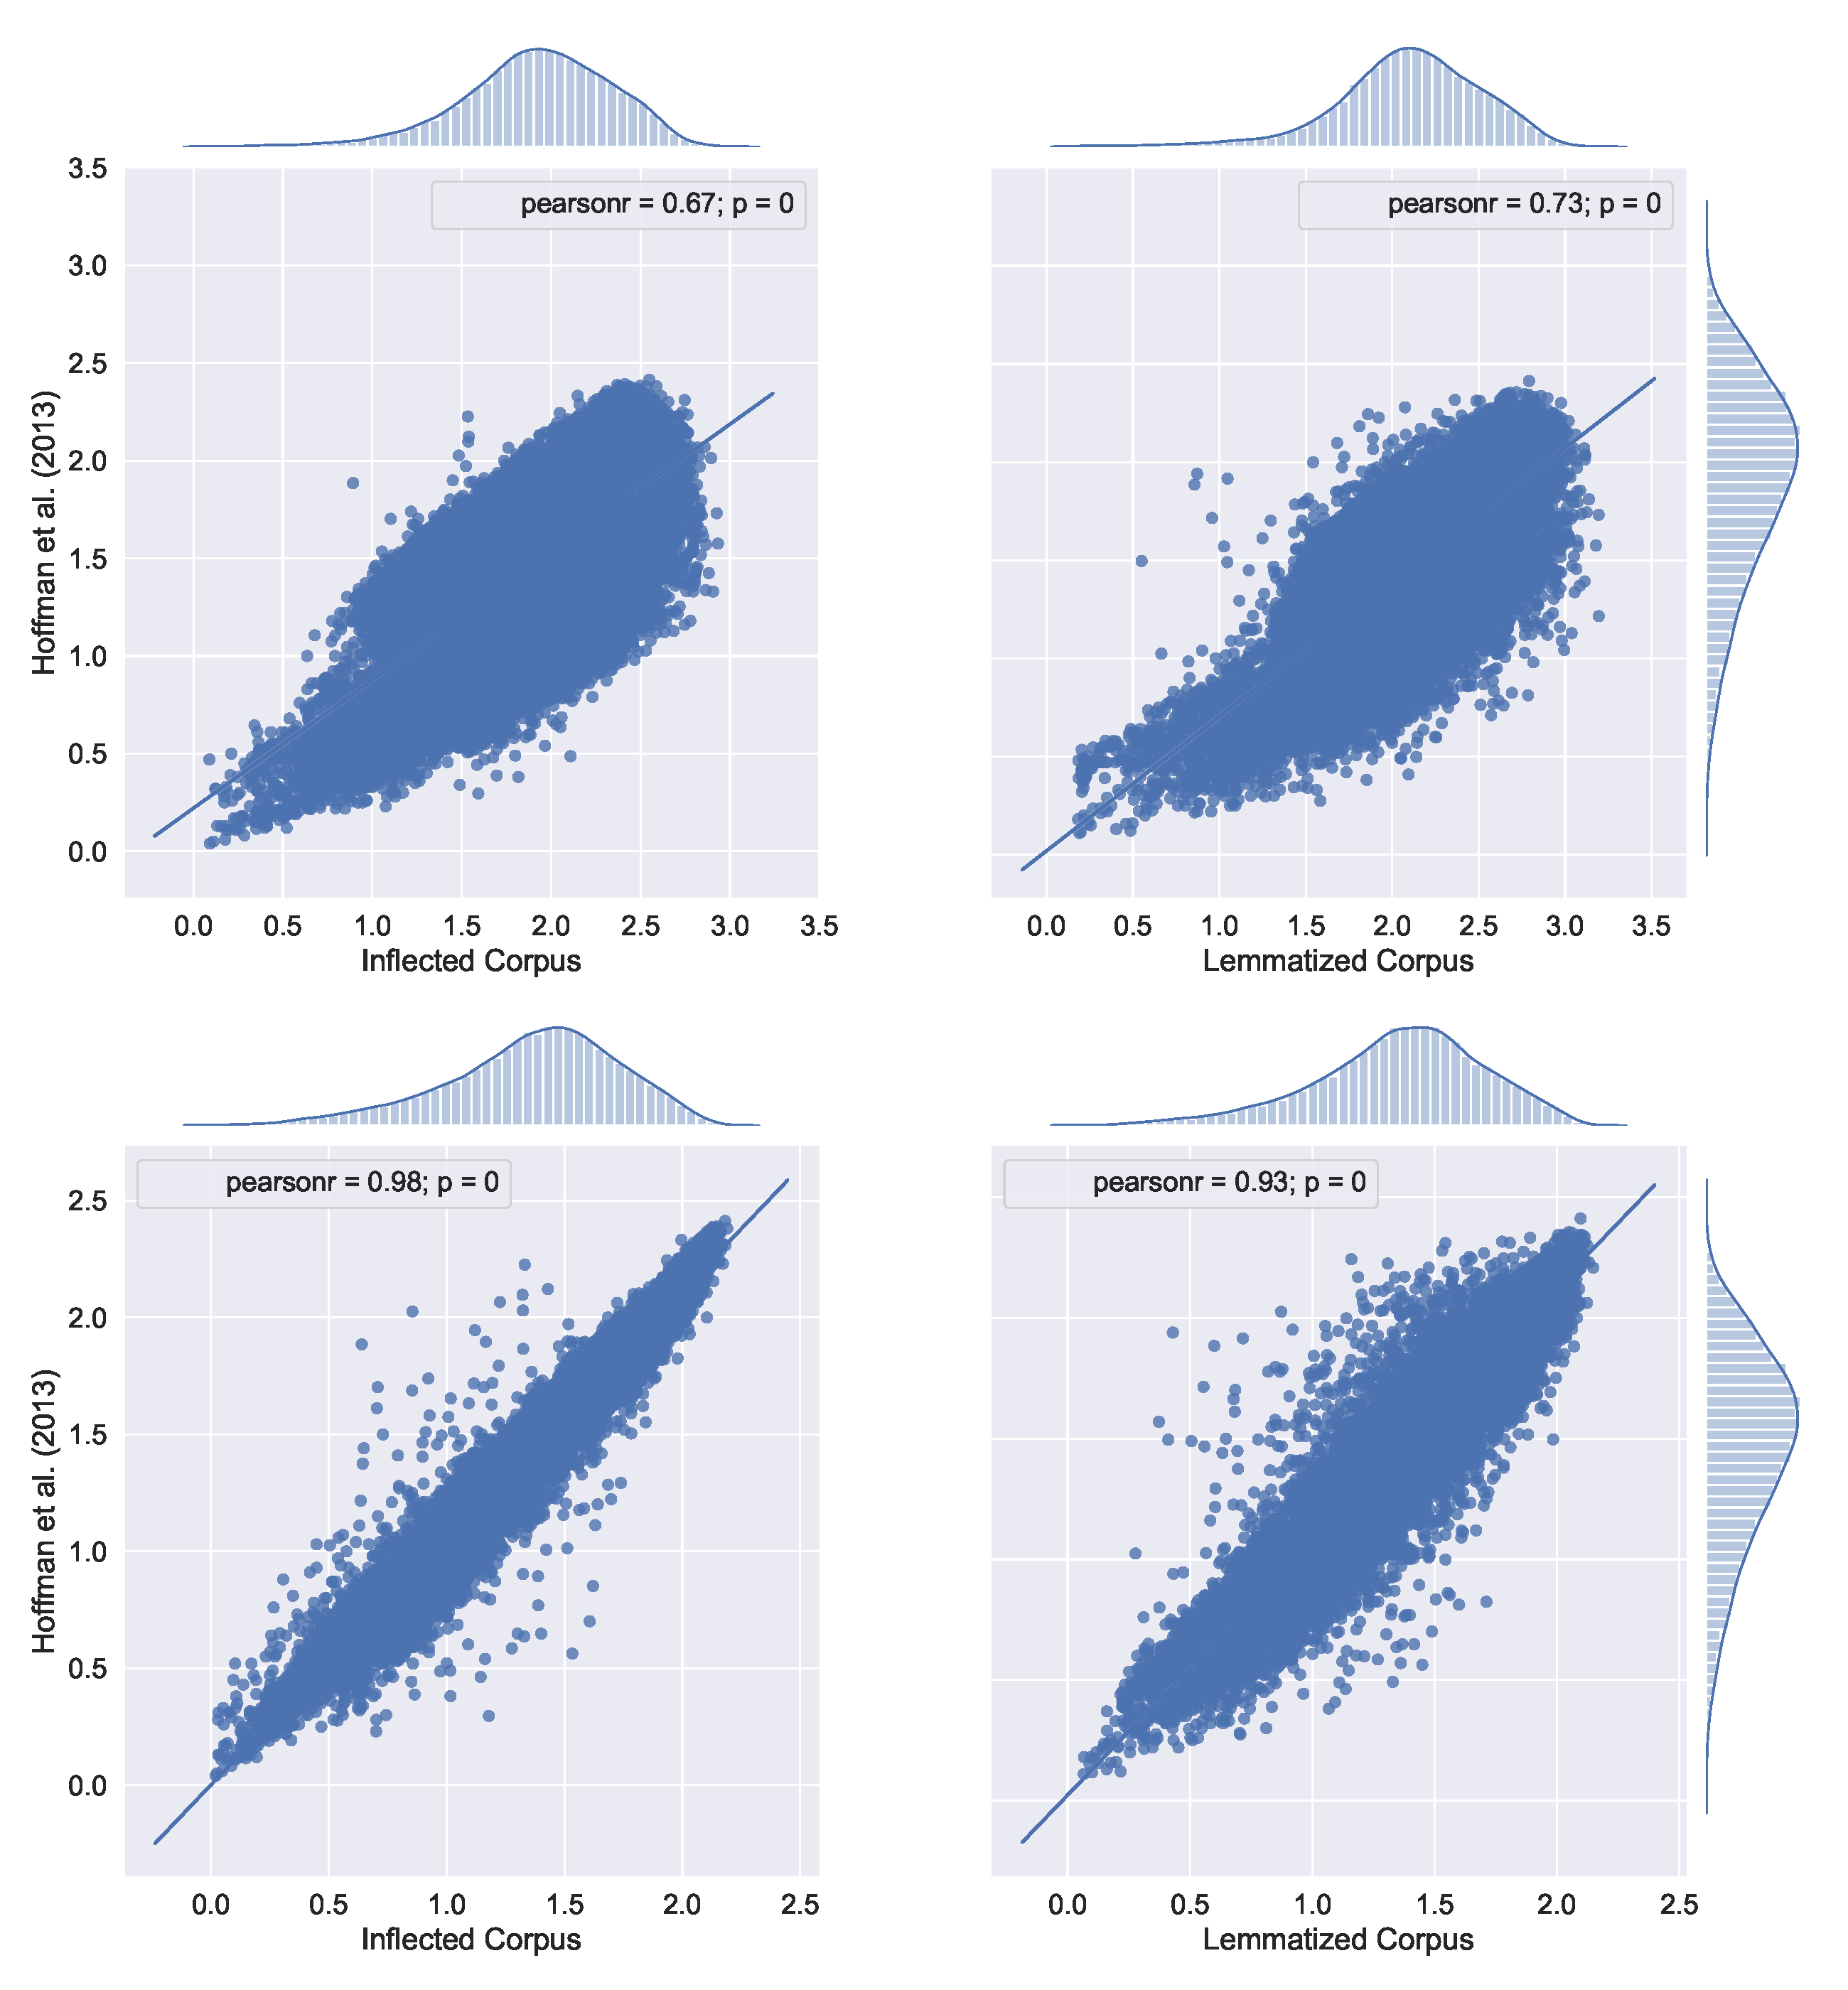 pearsonr = 0.67; p = 0
3.5
3.0
2.5
2.0
1.5
1.0
0.5
0.0
Hoffman et al. (2013)
0.0 0.5 1.0 1.5 2.0 2.5 3.0 3.5
Inflected Corpus
pearsonr = 0.73; p = 0
0.0 0.5 1.0 1.5 2.0 2.5 3.0 3.5
Lemmatized Corpus
pearsonr = 0.98; p = 0
2.5
2.0
1.5
1.0
0.5
0.0
Hoffman et al. (2013)
0.0 0.5 1.0 1.5 2.0 2.5
Inflected Corpus
pearsonr = 0.93; p = 0
0.0 0.5 1.0 1.5 2.0 2.5
Lemmatized Corpus